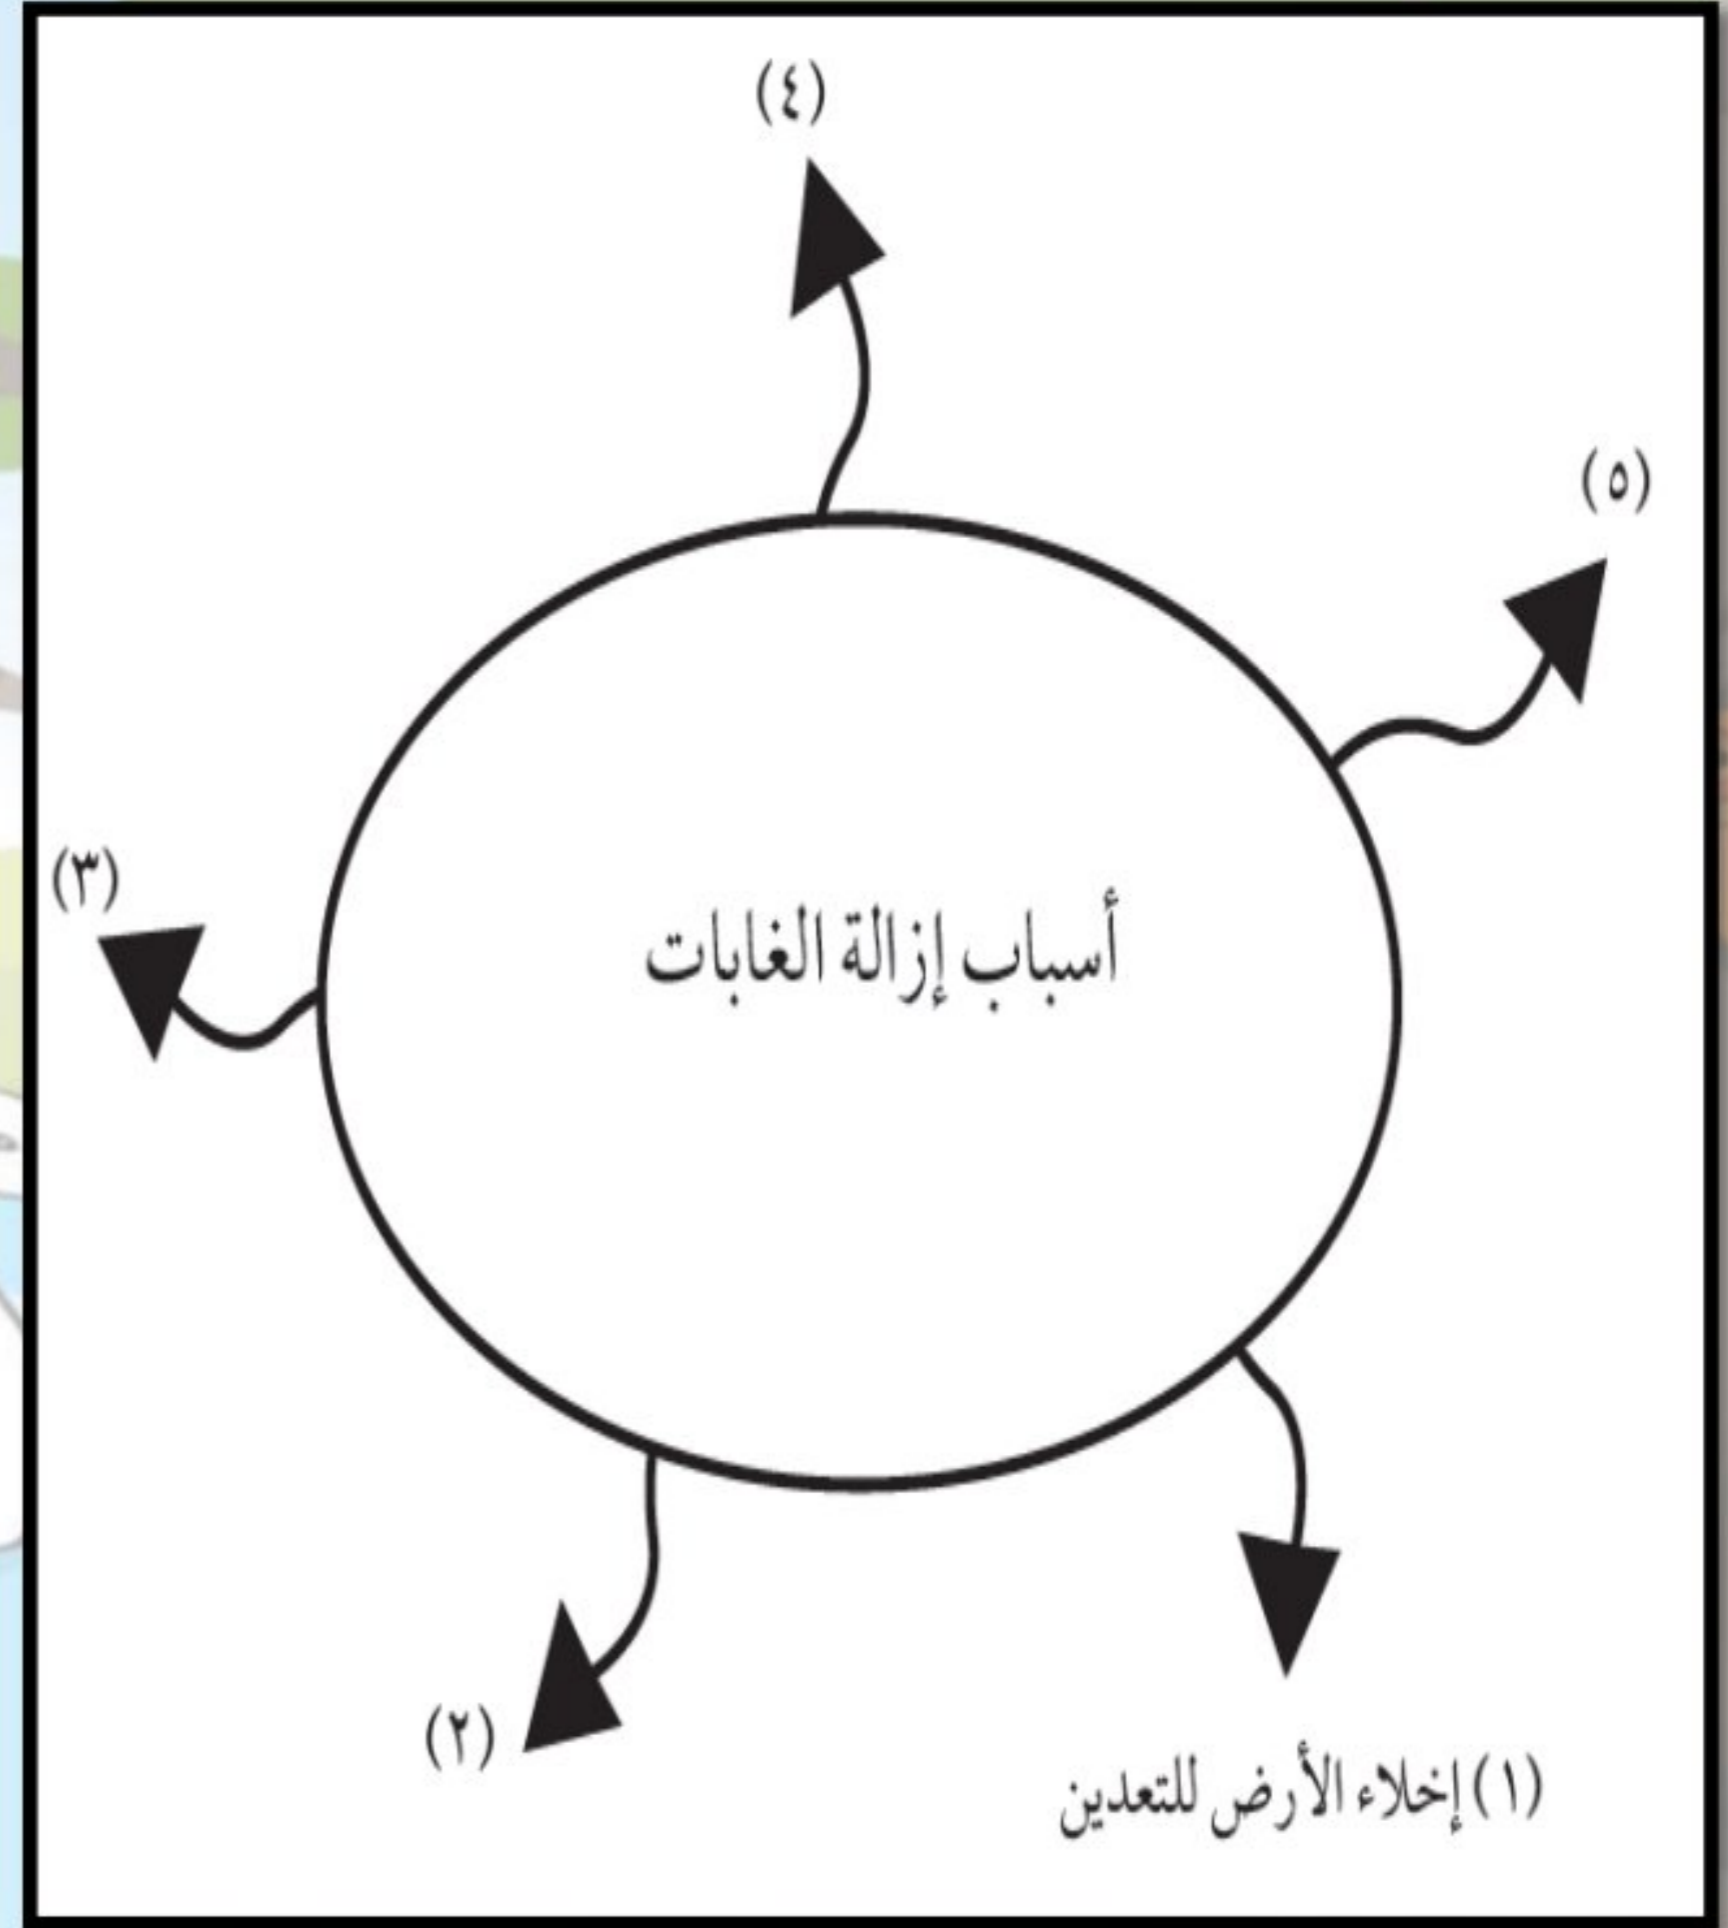 (٤)
(٥)
(٣)
أسباب إزالة الغابات
(٢)
(١) إخلاء الأرض للتعدين